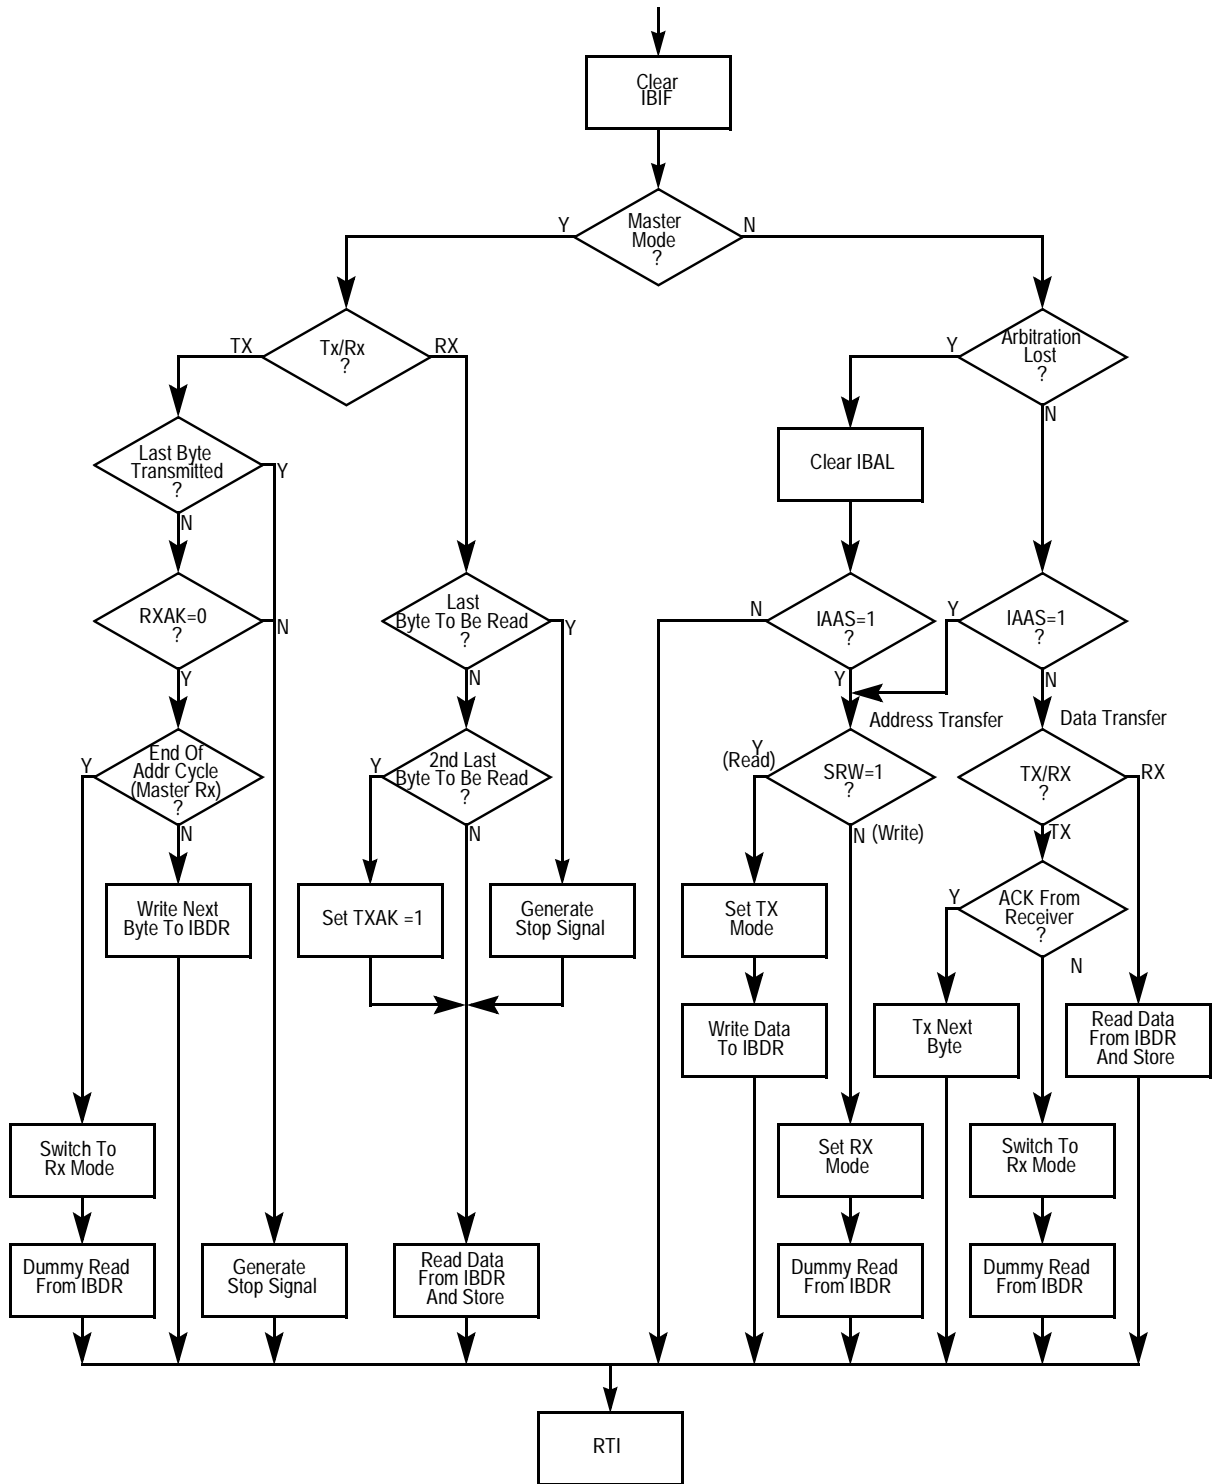 Clear
IBIF
Y
Master
Mode
?
N
TX
Tx/Rx
?
RX
Y
Arbitration
Lost
?
N
Last Byte
Transmitted
?
Y
N
Clear IBAL
RXAK=0
?
N
Y
Last
Byte To Be Read
?
Y
N
N
IAAS=1
?
Y
Y
IAAS=1
?
N
Address Transfer
Data Transfer
Y
End Of
Addr Cycle
(Master Rx)
?
N
Y
2nd Last
Byte To Be Read
?
N
Y
(Read)
SRW=1
?
N (Write)
TX/RX
?
RX
TX
Write Next
Byte To IBDR
Set TXAK =1
Generate
Stop Signal
Set TX
Mode
Y
ACK From
Receiver
?
N
Write Data
To IBDR
Tx Next
Byte
Read Data
From IBDR
And Store
Switch To
Rx Mode
Set RX
Mode
Switch To
Rx Mode
Dummy Read
From IBDR
Generate
Stop Signal
Read Data
From IBDR
And Store
Dummy Read
From IBDR
Dummy Read
From IBDR
RTI